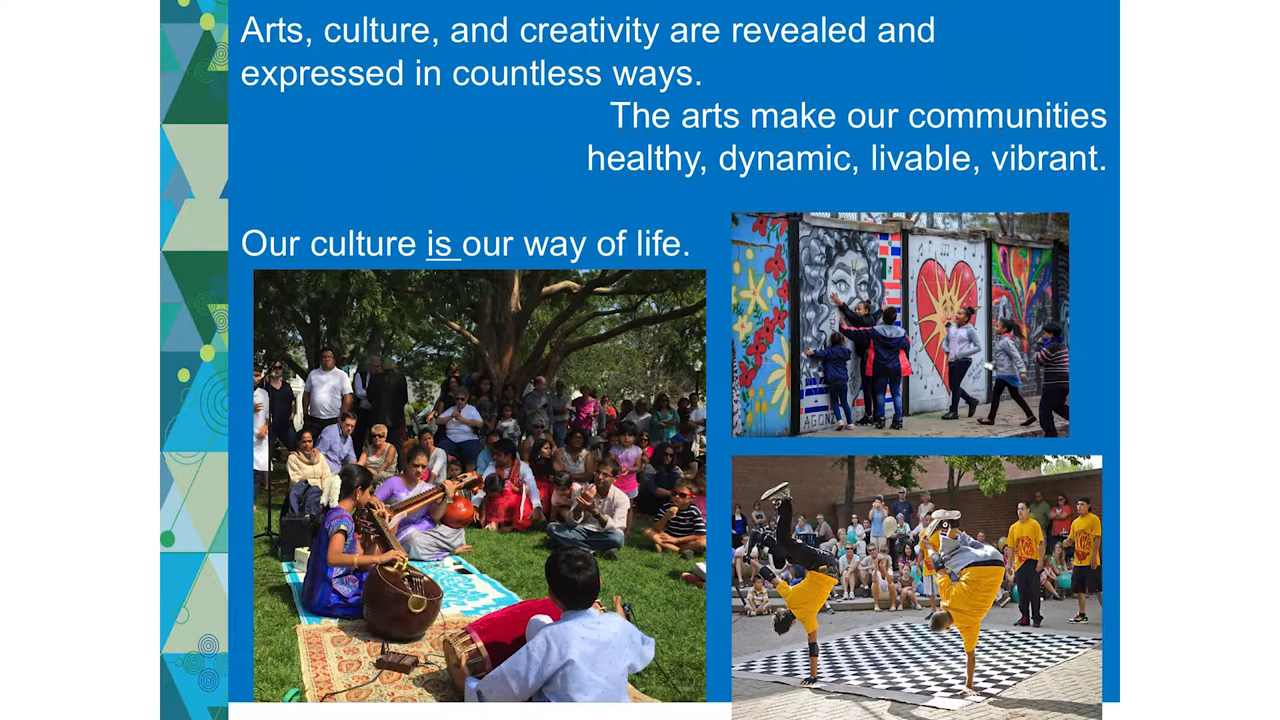 Arts, culture, and creativity are revealed and
expressed in countless ways.
The arts make our communities
healthy, dynamic, livable, vibrant.
Our culture is our way of life.
AGONZ